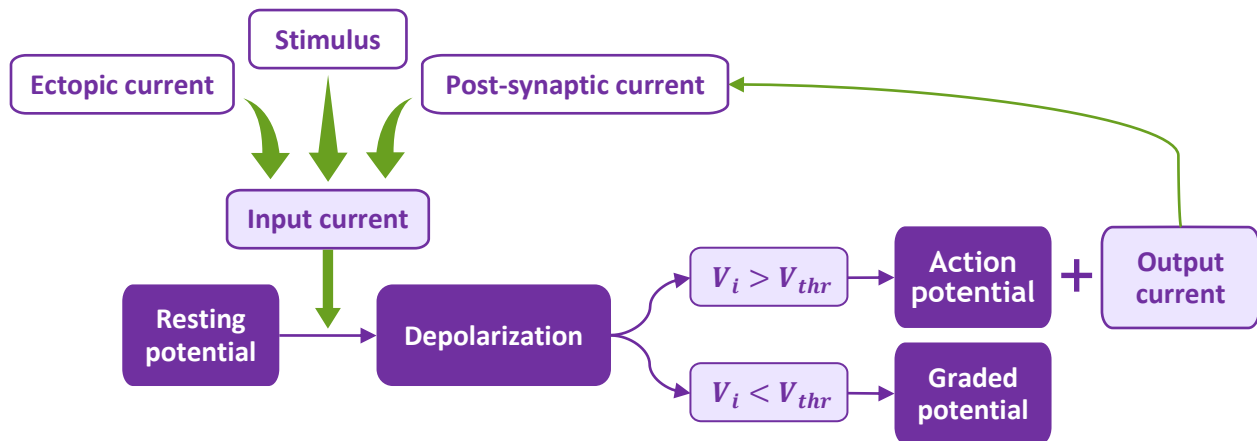 Stimulus
Ectopic current
Post-synaptic current
Input current
Resting
potential
Depolarization
V_i > V_thr
Action
potential
+
Output
current
V_i < V_thr
Graded
potential